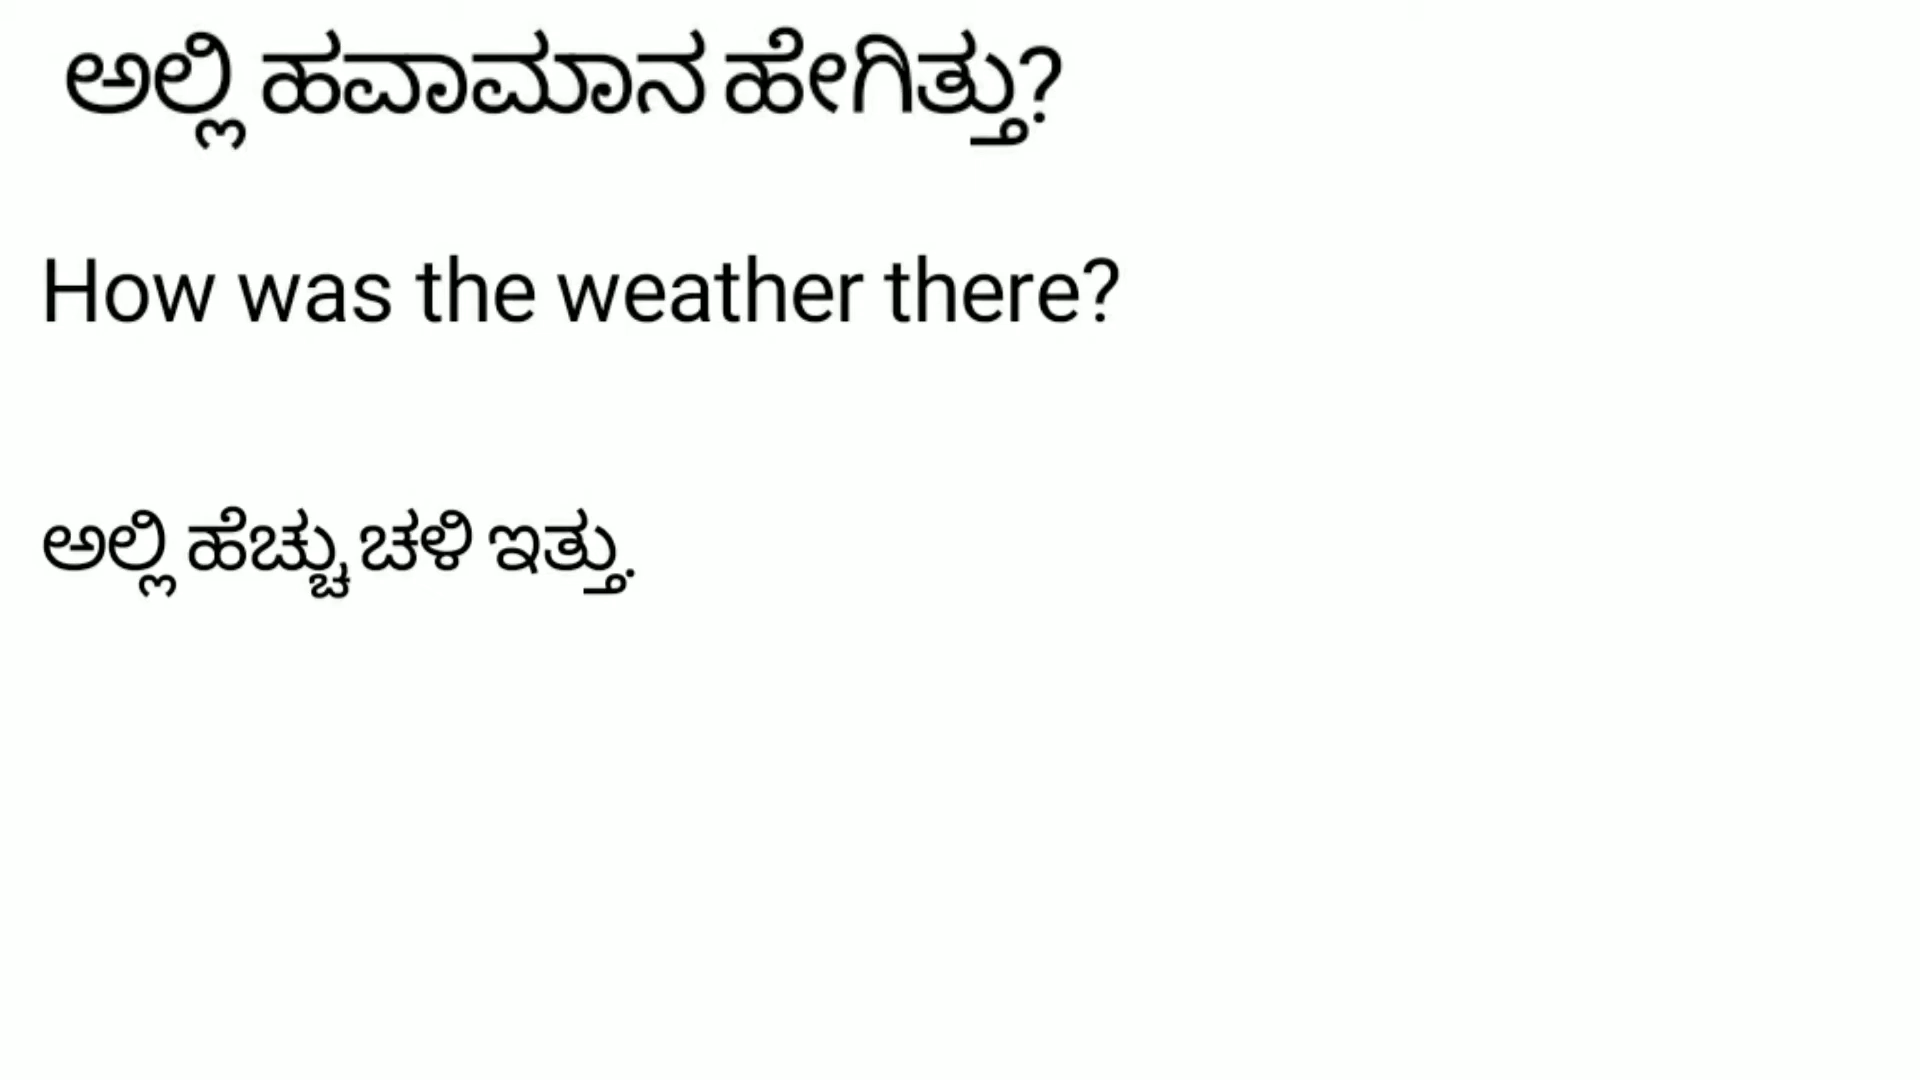 ಅಲ್ಲಿ ಹವಾಮಾನ ಹೇಗಿತ್ತು?
How was the weather there?
ಅಲ್ಲಿ ಹೆಚ್ಚು ಚಳಿ ಇತ್ತು.